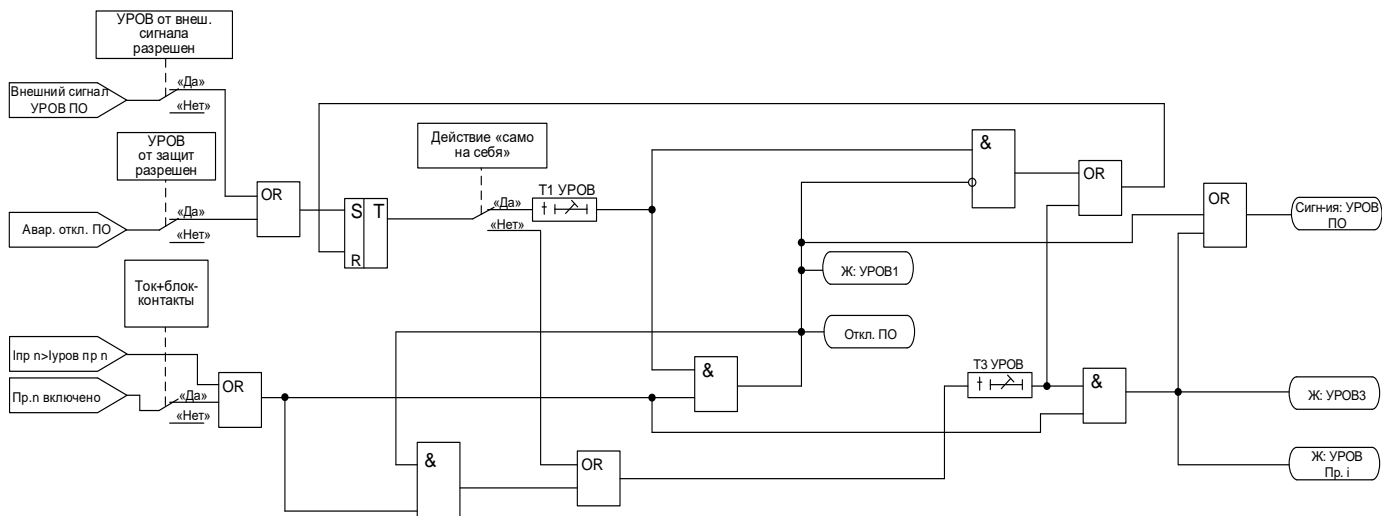 УРОВ от внеш.
сигнала
разрешен
Внешний сигнал
УРОВ ПО
«Да»
«Нет»
УРОВ
от защит
разрешен
Авар. откл. ПО
«Да»
«Нет»
OR
S T
R
Действие «само
на себя»
«Да»
«Нет»
T1 УРОВ
&
OR
OR
Сигн-ия: УРОВ
ПО
Ж: УРОВ1
Откл. ПО
Ток+блок-
контакты
Iпр n>Iуров пр n
Пр.n включено
«Да»
«Нет»
OR
&
T3 УРОВ
&
Ж: УРОВ3
&
OR
Ж: УРОВ
Пр. i